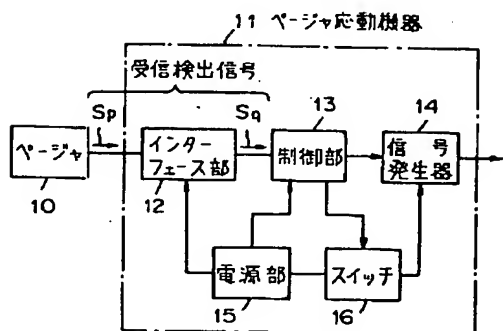 11 ページャ応動機器
受信検出信号
Sp
Sq
13
14
ページャ
インター
フェース部
制御部
信号
発生器
10
12
電源部
スイッチ
15
16